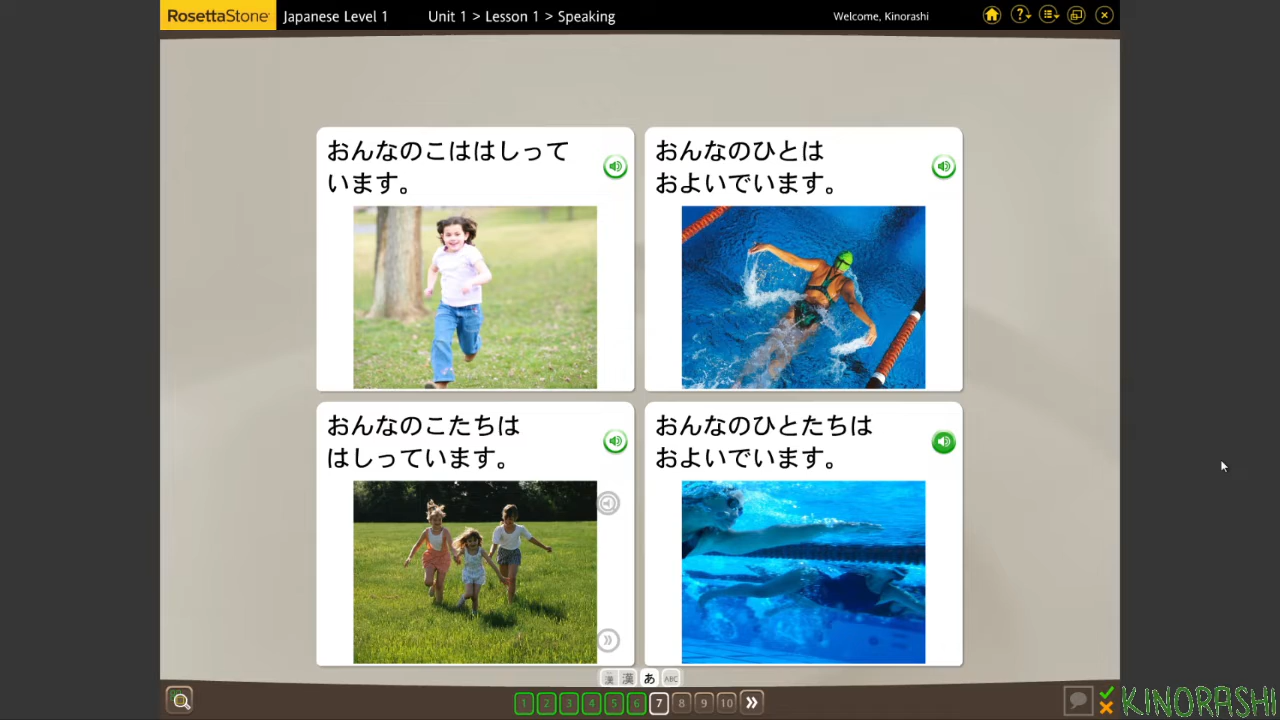 RosettaStone Japanese Level 1 Unit 1 > Lesson 1 > Speaking Welcome, Kinorashi
おんなのこははしって
います。
おんなのひとは
およいでいます。
おんなのこたちは
はしっています。
おんなのひとたちは
およいでいます。
漢 漢 あ ABC
1 2 3 4 5 6 7 8 9 10
KINORASHI